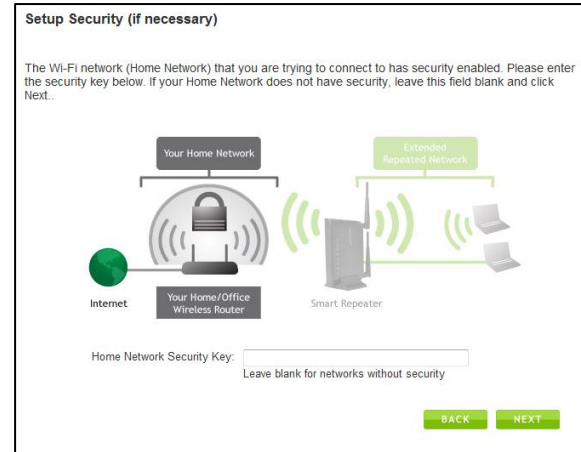 Setup Security (if necessary)
The Wi-Fi network (Home Network) that you are trying to connect to has security enabled. Please enter
the security key below. If your Home Network does not have security, leave this field blank and click
Next..
Your Home Network
Extended
Repeated Network
Internet
Your Home/Office
Wireless Router
Smart Repeater
Home Network Security Key:
Leave blank for networks without security
BACK
NEXT